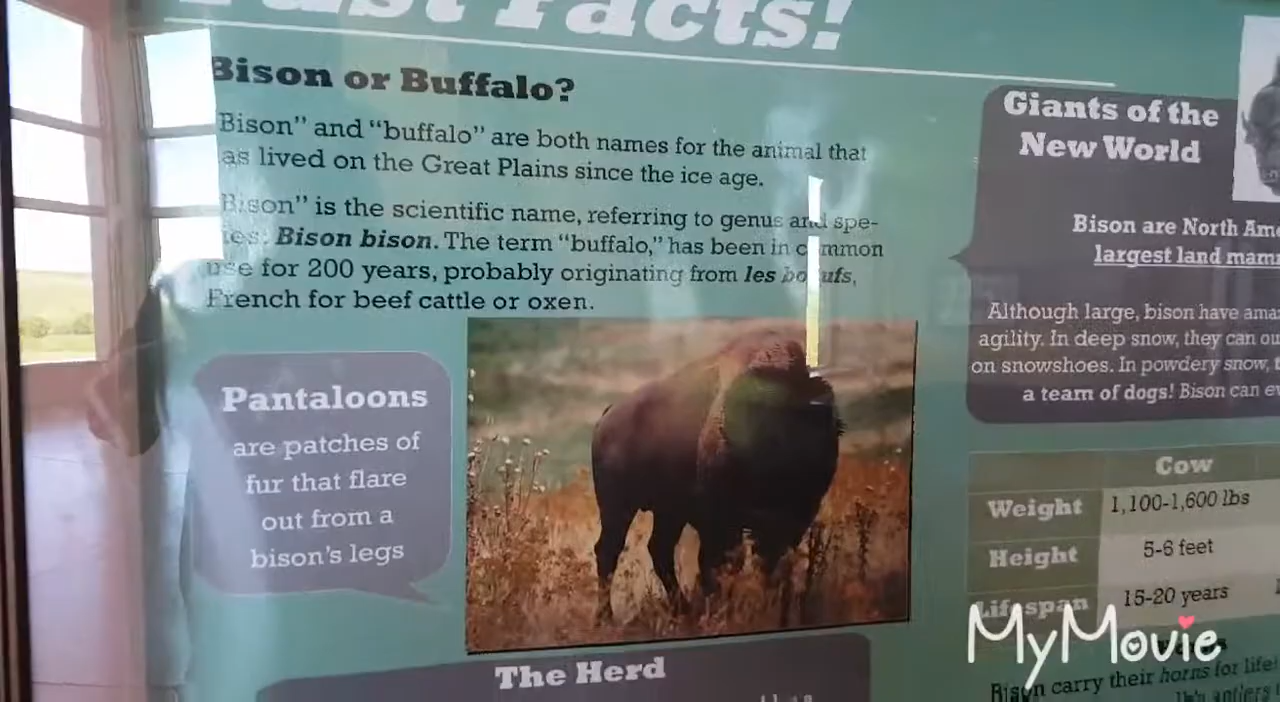 Fast Facts!
Bison or Buffalo?
Bison” and “buffalo” are both names for the animal that
as lived on the Great Plains since the ice age.
Bison” is the scientific name, referring to genus and spe-
ies: Bison bison. The term “buffalo,” has been in common
use for 200 years, probably originating from les boeufs,
French for beef cattle or oxen.
Pantaloons
are patches of
fur that flare
out from a
bison's legs
The Herd
Giants of the
New World
Bison are North Ame
largest land mam
Although large, bison have ama
agility. In deep snow, they can ou
on snowshoes. In powdery snow,
a team of dogs! Bison can ev
Cow
Weight 1,100-1,600 lbs
Height 5-6 feet
Lifespan 15-20 years
Bison carry their horns for life!
antlers
MyMovie